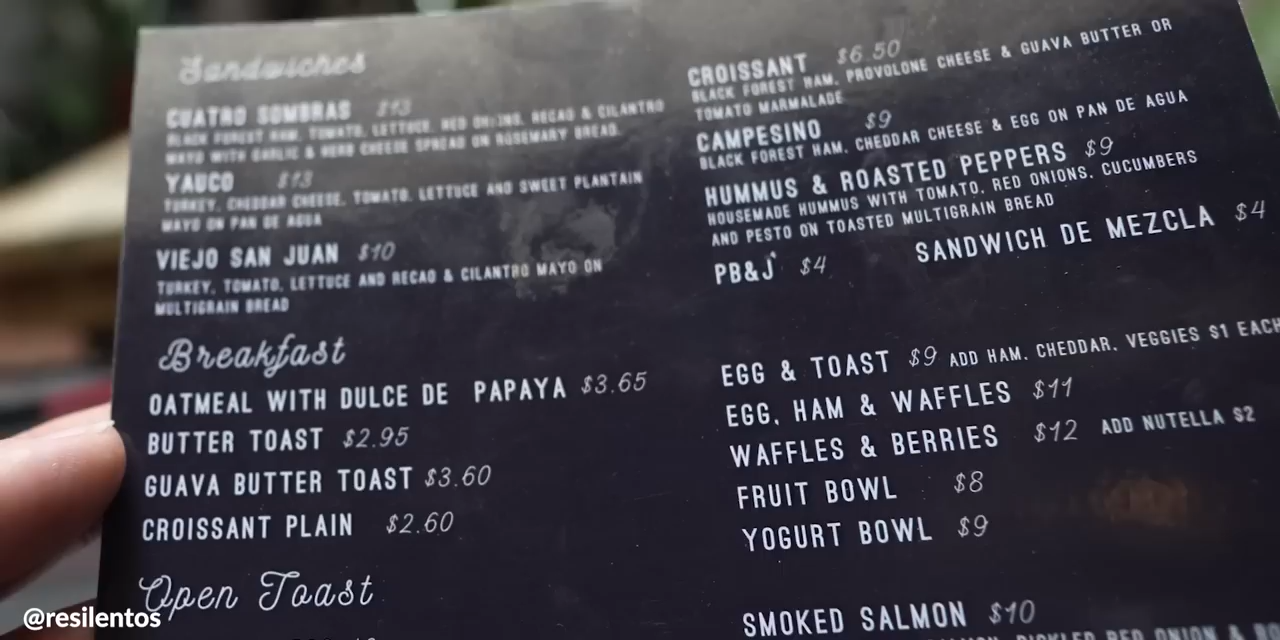 Sandwiches
CUATRO SOMBRAS $13
BLACK FOREST HAM, TOMATO, LETTUCE, RED ONIONS, RECAO & CILANTRO
MAYO WITH GARLIC & HERB CHEESE SPREAD ON ROSEMARY BREAD.
YAUCO $13
TURKEY, CHEDDAR CHEESE, TOMATO, LETTUCE AND SWEET PLANTAIN
MAYO ON PAN DE AGUA
VIEJO SAN JUAN $10
TURKEY, TOMATO, LETTUCE AND RECAO & CILANTRO MAYO ON
MULTIGRAIN BREAD
CROISSANT $6.50
BLACK FOREST HAM, PROVOLONE CHEESE & GUAVA BUTTER OR
TOMATO MARMALADE
CAMPESINO $9
BLACK FOREST HAM, CHEDDAR CHEESE & EGG ON PAN DE AGUA
HUMMUS & ROASTED PEPPERS $9
HOUSEMADE HUMMUS WITH TOMATO, RED ONIONS, CUCUMBERS
AND PESTO ON TOASTED MULTIGRAIN BREAD
PB&J $4 SANDWICH DE MEZCLA $4
Breakfast
OATMEAL WITH DULCE DE PAPAYA $3.65
BUTTER TOAST $2.95
GUAVA BUTTER TOAST $3.60
CROISSANT PLAIN $2.60
EGG & TOAST $9 ADD HAM, CHEDDAR, VEGGIES $1 EACH
EGG, HAM & WAFFLES $11
WAFFLES & BERRIES $12 ADD NUTELLA $2
FRUIT BOWL $8
YOGURT BOWL $9
Open Toast
SMOKED SALMON $10
PICKLED RED ONION &
@resilentos